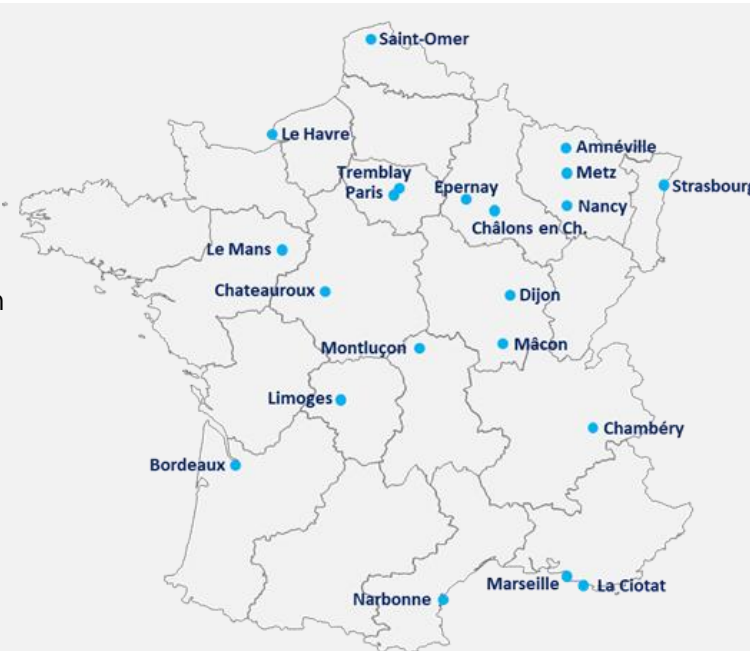 Saint-Omer
Le Havre
Amnéville
Tremblay
Metz
Paris
Epernay
Strasbourg
Nancy
Châlons en Ch.
Le Mans
Chateauroux
Dijon
n
Montluçon
Mâcon
Limoges
Chambéry
Bordeaux
Marseille
La Ciotat
Narbonne